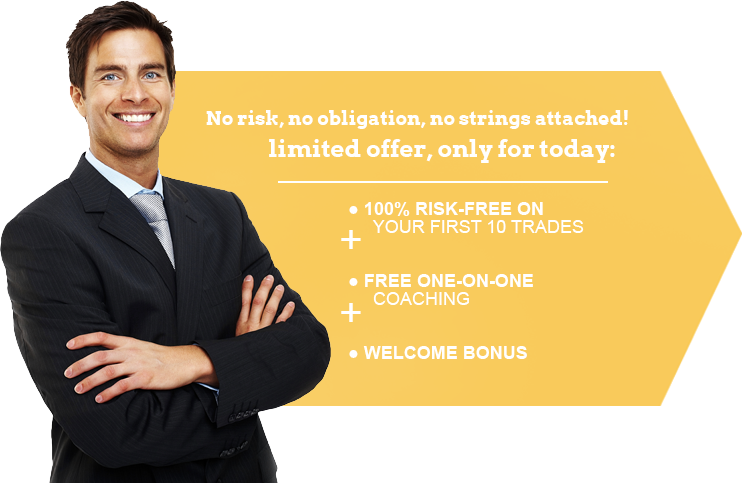 No risk, no obligation, no strings attached!
limited offer, only for today:
• 100% RISK-FREE ON
YOUR FIRST 10 TRADES
+
• FREE ONE-ON-ONE
COACHING
+
• WELCOME BONUS